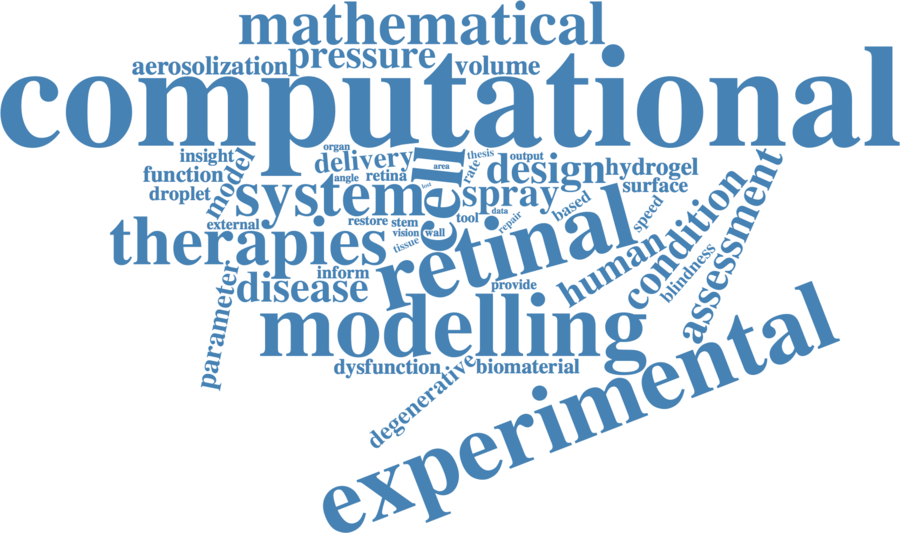 mathematical
pressure
aerosolization
volume
computational
organ
insight
delivery
cell
area
thesis
output
function
model
angle
retina
rate
design
hydrogel
droplet
system
spray
surface
external
restore
stem
tool
data
based
speed
condition
assessment
therapies
vision
wall
tissue
repair
retinal
human
blindness
parameter
inform
disease
provide
modelling
dysfunction
biomaterial
degenerative
experimental